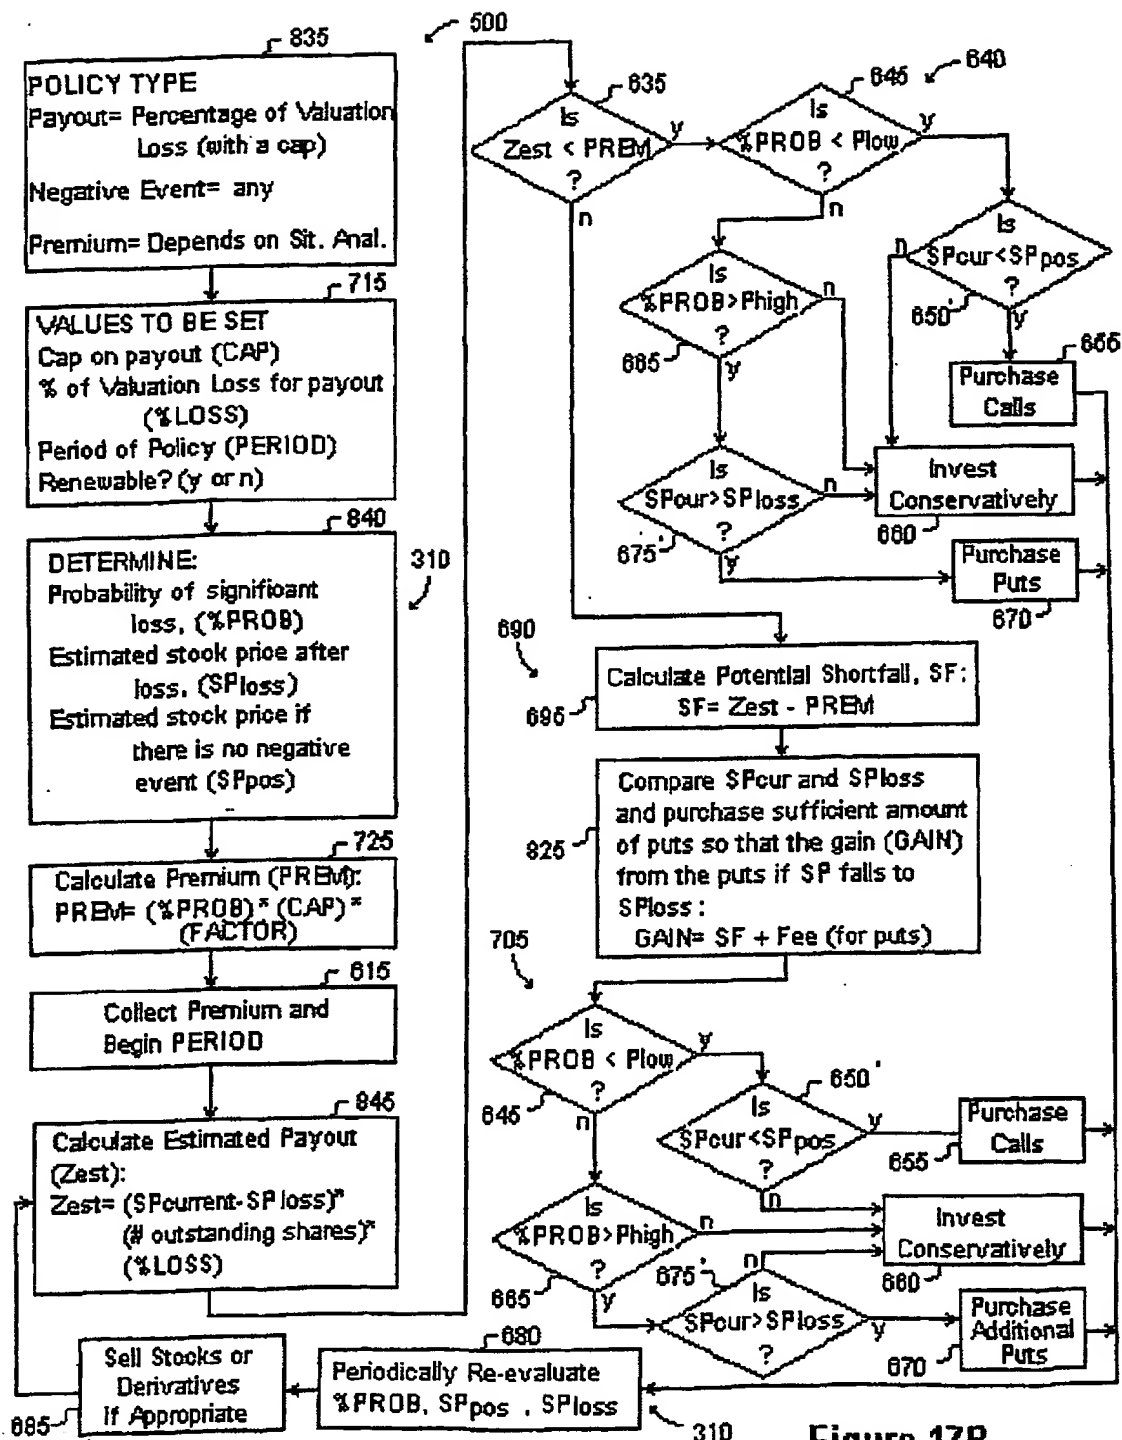 500
835
POLICY TYPE
Payout= Percentage of Valuation
Loss (with a cap)
Negative Event= any
Premium= Depends on Sit. Anal.
715
VALUES TO BE SET
Cap on payout (CAP)
% of Valuation Loss for payout
(%LOSS)
Period of Policy (PERIOD)
Renewable? (y or n)
840
DETERMINE:
Probability of significant
loss, (%PROB)
Estimated stock price after
loss, (SPloss)
Estimated stock price if
there is no negative
event (SPpos)
310
725
Calculate Premium (PREM):
PREM= (%PROB)* (CAP)*
(FACTOR)
615
Collect Premium and
Begin PERIOD
845
Calculate Estimated Payout
(Zest):
Zest= (SPcurrent-SPloss)*
(# outstanding shares)*
(%LOSS)
635
Is
Zest < PREM
?
y
n
645
640
Is
%PROB < Plow
?
y
n
Is
SPcur<SPpos
?
n
y
650'
655
Purchase
Calls
Is
%PROB>Phigh
?
n
y
665
Is
SPcur>SPloss
?
n
y
675'
Invest
Conservatively
660
Purchase
Puts
670
690
Calculate Potential Shortfall, SF:
SF= Zest - PREM
695
Compare SPcur and SPloss
and purchase sufficient amount
of puts so that the gain (GAIN)
from the puts if SP falls to
SPloss:
GAIN= SF + Fee (for puts)
825
705
Is
%PROB < Plow
?
y
n
645
650'
Is
SPcur<SPpos
?
y
n
Purchase
Calls
655
Is
%PROB>Phigh
?
n
y
665
Invest
Conservatively
660
675'
n
Is
SPcur>SPloss
?
y
Purchase
Additional
Puts
670
680
Periodically Re-evaluate
%PROB, SPpos , SPloss
310
Sell Stocks or
Derivatives
If Appropriate
685